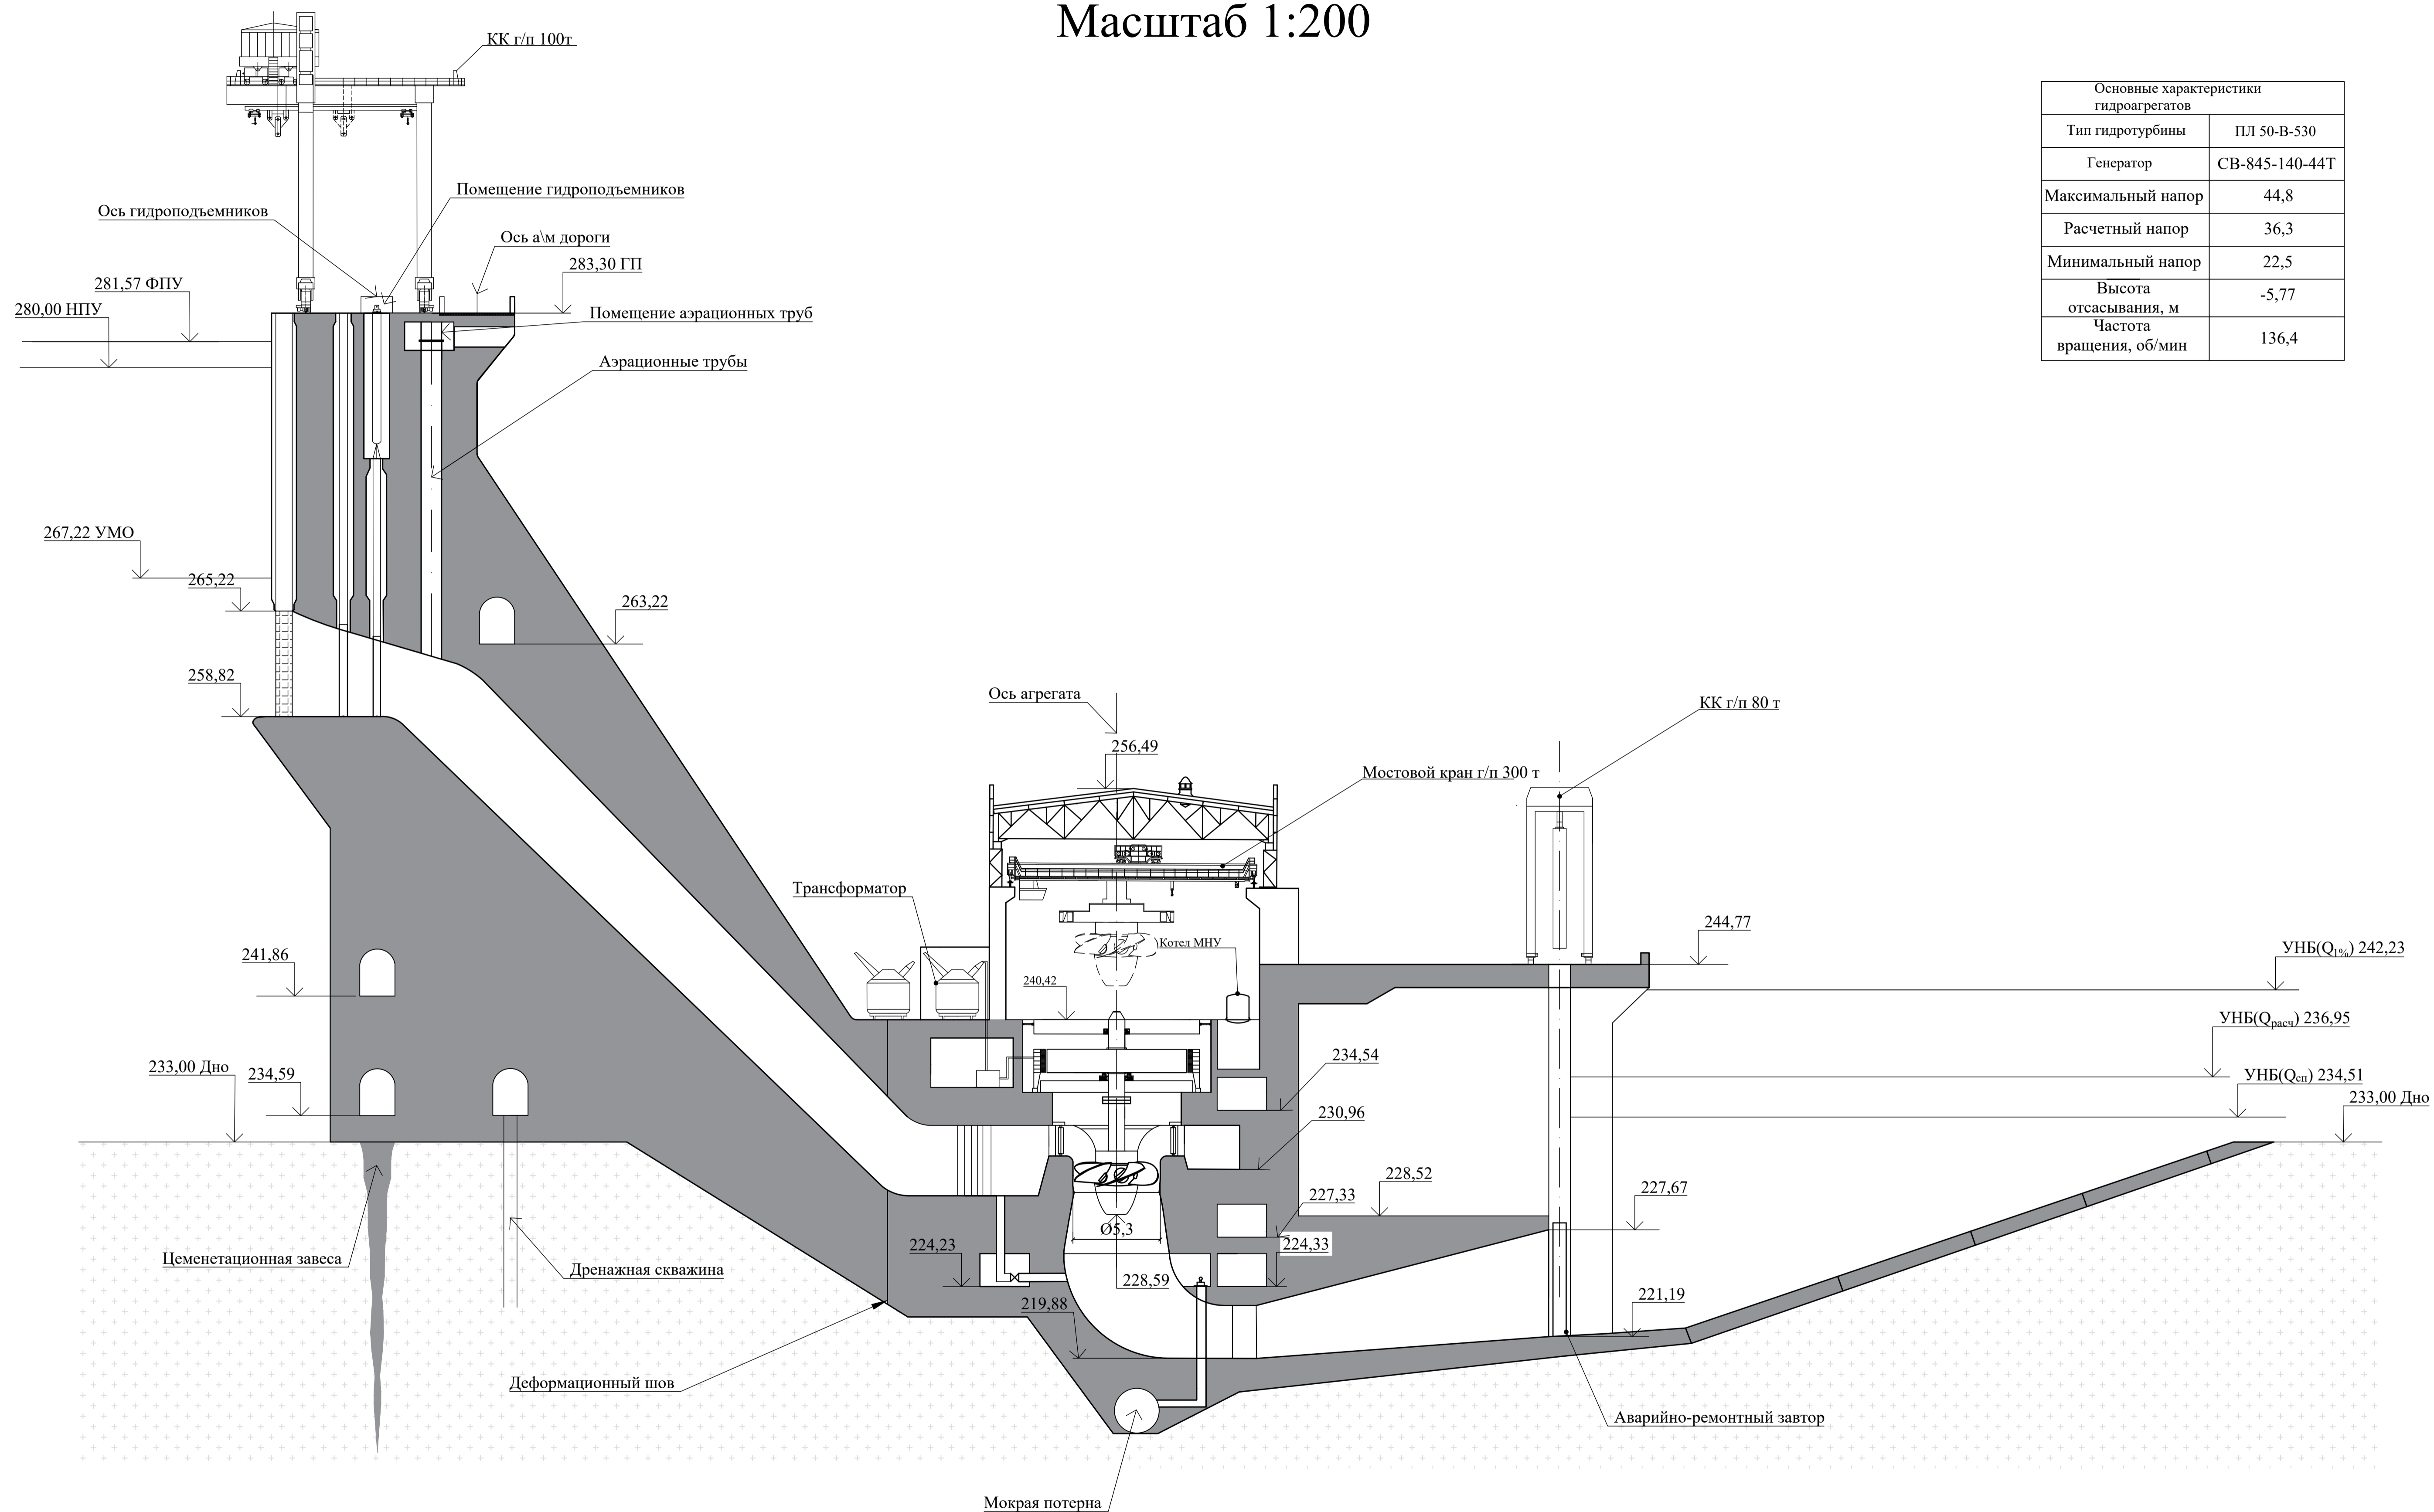 Масштаб 1:200
КК г/п 100т
Основные характеристики
гидроагрегатов
Тип гидротурбины ПЛ 50-В-530
Генератор СВ-845-140-44Т
Максимальный напор 44,8
Расчетный напор 36,3
Минимальный напор 22,5
Высота
отсасывания, м -5,77
Частота
вращения, об/мин 136,4
Помещение гидроподъемников
Ось гидроподъемников
Ось а\м дороги
283,30 ГП
281,57 ФПУ
280,00 НПУ
Помещение аэрационных труб
Аэрационные трубы
267,22 УМО
265,22
263,22
258,82
Ось агрегата
КК г/п 80 т
256,49
Мостовой кран г/п 300 т
Трансформатор
Котел МНУ
244,77
УНБ(Q1%) 242,23
241,86
240,42
УНБ(Qрасч) 236,95
234,54
233,00 Дно
234,59
УНБ(Qсп) 234,51
233,00 Дно
230,96
228,52
227,33
227,67
Ø5,3
224,23
224,33
Цеменетационная завеса
Дренажная скважина
228,59
219,88
221,19
Деформационный шов
Аварийно-ремонтный завтор
Мокрая потерна